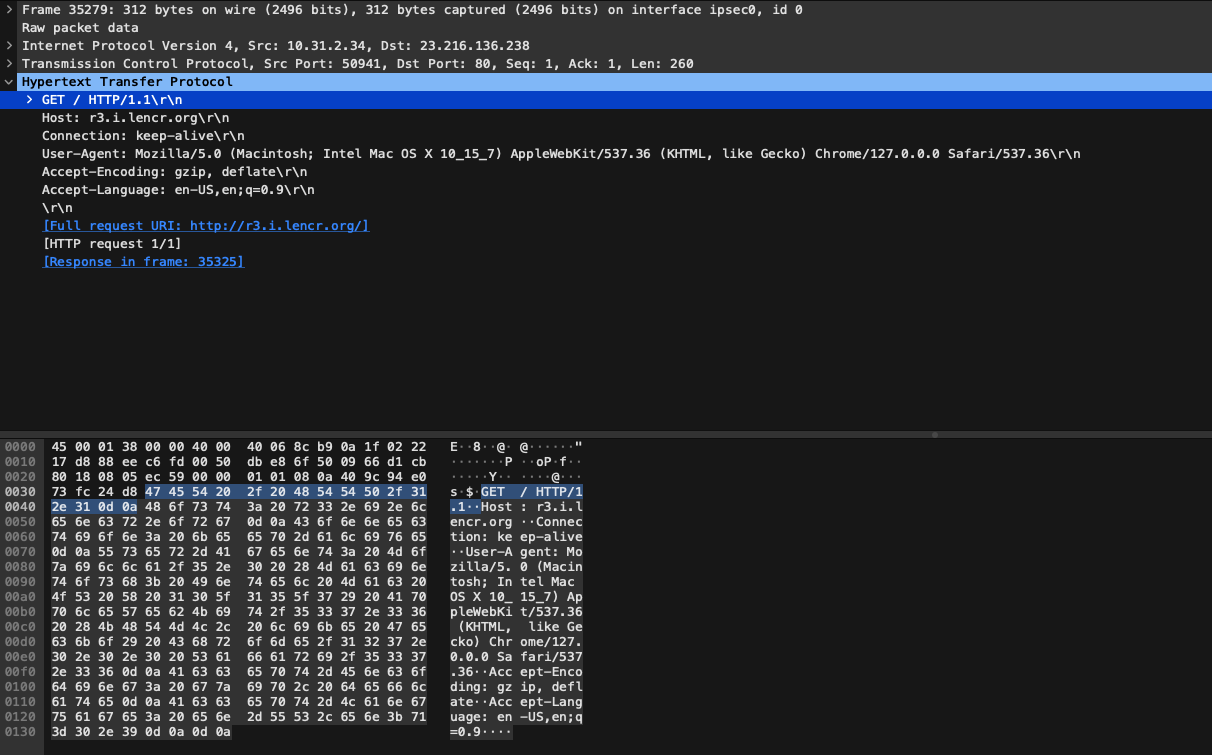 Frame 35279: 312 bytes on wire (2496 bits), 312 bytes captured (2496 bits) on interface ipsec0, id 0
Raw packet data
Internet Protocol Version 4, Src: 10.31.2.34, Dst: 23.216.136.238
Transmission Control Protocol, Src Port: 50941, Dst Port: 80, Seq: 1, Ack: 1, Len: 260
Hypertext Transfer Protocol
GET / HTTP/1.1\r\n
Host: r3.i.lencr.org\r\n
Connection: keep-alive\r\n
User-Agent: Mozilla/5.0 (Macintosh; Intel Mac OS X 10_15_7) AppleWebKit/537.36 (KHTML, like Gecko) Chrome/127.0.0.0 Safari/537.36\r\n
Accept-Encoding: gzip, deflate\r\n
Accept-Language: en-US,en;q=0.9\r\n
\r\n
[Full request URI: http://r3.i.lencr.org/]
[HTTP request 1/1]
[Response in frame: 35325]
0000 45 00 01 38 00 00 40 00 40 06 8c b9 0a 1f 02 22 E··8··@· @······"
0010 17 d8 88 ee c6 fd 00 50 db e8 6f 50 09 66 d1 cb ·······P ··oP·f··
0020 80 18 08 05 ec 59 00 00 01 01 08 0a 40 9c 94 e0 ·····Y·· ····@···
0030 73 fc 24 d8 47 45 54 20 2f 20 48 54 54 50 2f 31 s·$·GET / HTTP/1
0040 2e 31 0d 0a 48 6f 73 74 3a 20 72 33 2e 69 2e 6c .1··Host : r3.i.l
0050 65 6e 63 72 2e 6f 72 67 0d 0a 43 6f 6e 6e 65 63 encr.org ··Connec
0060 74 69 6f 6e 3a 20 6b 65 65 70 2d 61 6c 69 76 65 tion: ke ep-alive
0070 0d 0a 55 73 65 72 2d 41 67 65 6e 74 3a 20 4d 6f ··User-A gent: Mo
0080 7a 69 6c 6c 61 2f 35 2e 30 20 28 4d 61 63 69 6e zilla/5. 0 (Macin
0090 74 6f 73 68 3b 20 49 6e 74 65 6c 20 4d 61 63 20 tosh; In tel Mac
00a0 4f 53 20 58 20 31 30 5f 31 35 5f 37 29 20 41 70 OS X 10_ 15_7) Ap
00b0 70 6c 65 57 65 62 4b 69 74 2f 35 33 37 2e 33 36 pleWebKi t/537.36
00c0 20 28 4b 48 54 4d 4c 2c 20 6c 69 6b 65 20 47 65 (KHTML, like Ge
00d0 63 6b 6f 29 20 43 68 72 6f 6d 65 2f 31 32 37 2e cko) Chr ome/127.
00e0 30 2e 30 2e 30 20 53 61 66 61 72 69 2f 35 33 37 0.0.0 Sa fari/537
00f0 2e 33 36 0d 0a 41 63 63 65 70 74 2d 45 6e 63 6f .36··Acc ept-Enco
0100 64 69 6e 67 3a 20 67 7a 69 70 2c 20 64 65 66 6c ding: gz ip, defl
0110 61 74 65 0d 0a 41 63 63 65 70 74 2d 4c 61 6e 67 ate··Acc ept-Lang
0120 75 61 67 65 3a 20 65 6e 2d 55 53 2c 65 6e 3b 71 uage: en -US,en;q
0130 3d 30 2e 39 0d 0a 0d 0a =0.9····